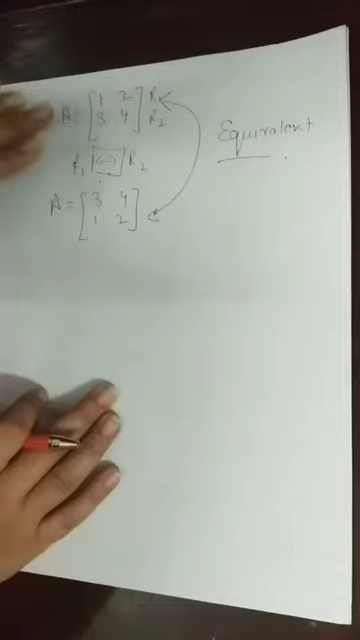 A = [1 2 R₁
3 4] R₂
Equivalent
R₁ ↔ R₂
A = [3 4
1 2]